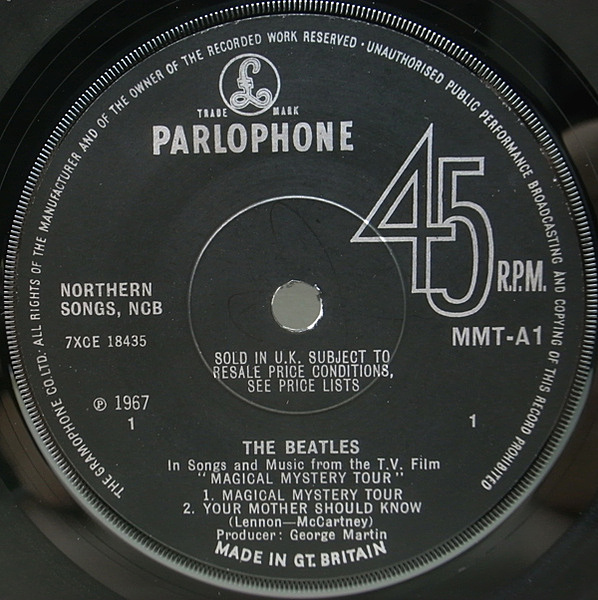 THE GRAMOPHONE CO. LTD. · ALL RIGHTS OF THE MANUFACTURER AND OF THE OWNER OF THE RECORDED WORK RESERVED · UNAUTHORISED PUBLIC PERFORMANCE BROADCASTING AND COPYING OF THIS RECORD PROHIBITED
£
TRADE MARK
PARLOPHONE
45 R.P.M.
NORTHERN
SONGS, NCB
7XCE 18435
MMT-A1
SOLD IN U.K. SUBJECT TO
RESALE PRICE CONDITIONS,
SEE PRICE LISTS
℗ 1967
1
1
THE BEATLES
In Songs and Music from the T.V. Film
"MAGICAL MYSTERY TOUR"
1. MAGICAL MYSTERY TOUR
2. YOUR MOTHER SHOULD KNOW
(Lennon—McCartney)
Producer: George Martin
MADE IN GT. BRITAIN